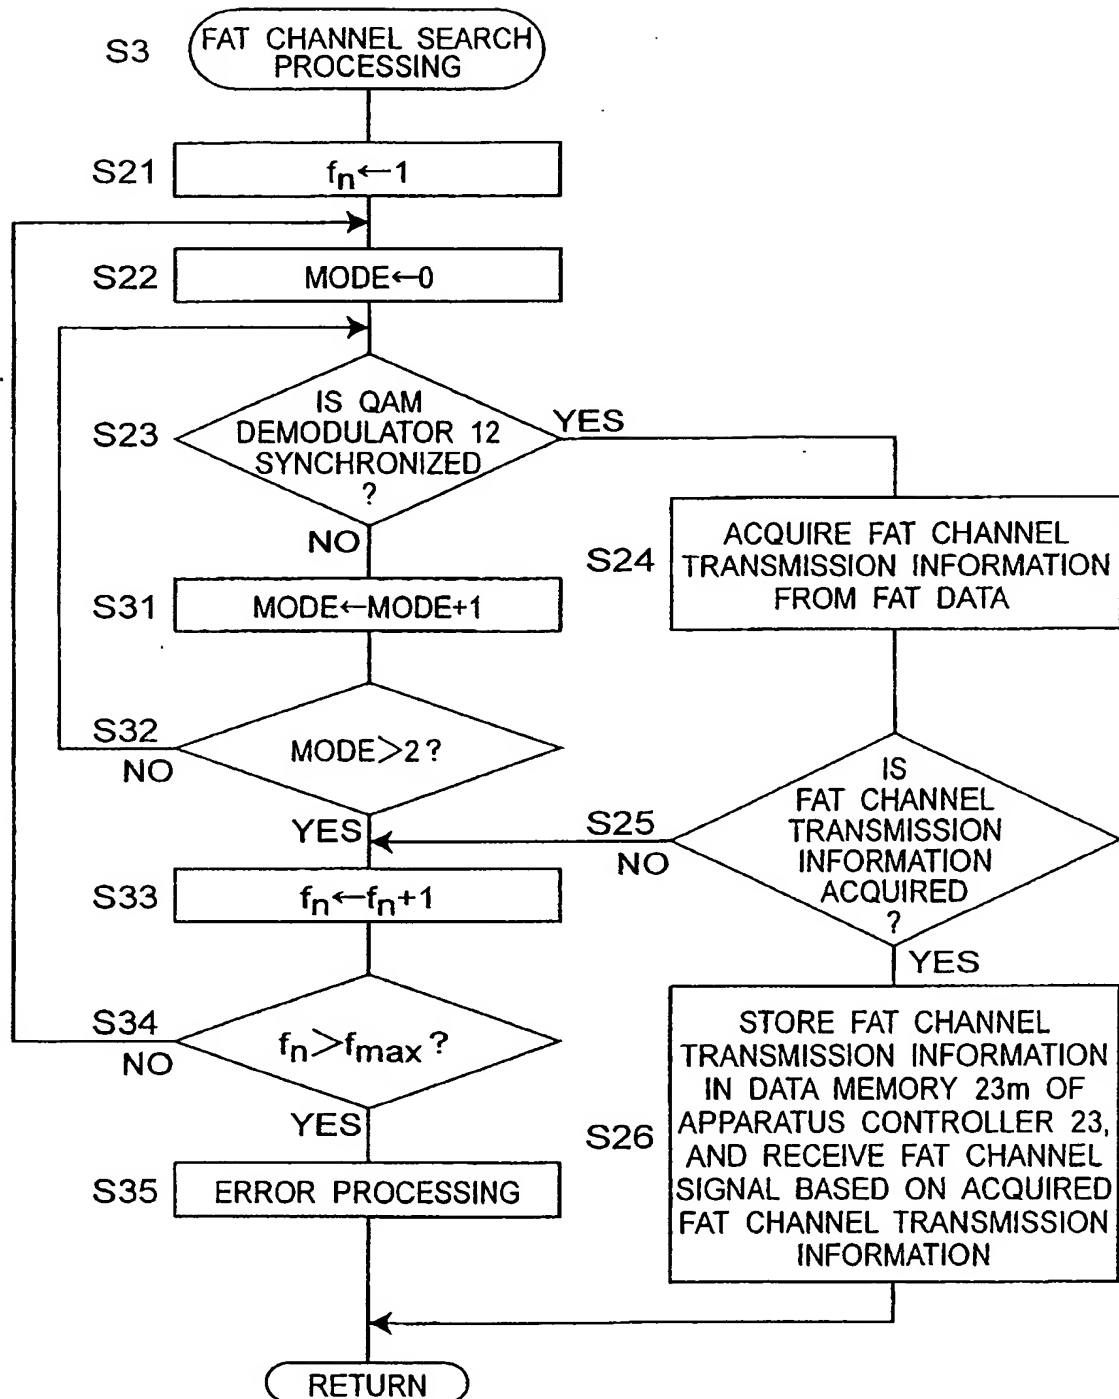 S3
FAT CHANNEL SEARCH
PROCESSING
S21
fn←1
S22
MODE←0
S23
IS QAM
DEMODULATOR 12
SYNCHRONIZED
?
YES
NO
S24
ACQUIRE FAT CHANNEL
TRANSMISSION INFORMATION
FROM FAT DATA
S31
MODE←MODE+1
S32
NO
MODE>2?
YES
S25
NO
IS
FAT CHANNEL
TRANSMISSION
INFORMATION
ACQUIRED
?
YES
S33
fn←fn+1
S34
NO
fn>fmax?
YES
S26
STORE FAT CHANNEL
TRANSMISSION INFORMATION
IN DATA MEMORY 23m OF
APPARATUS CONTROLLER 23,
AND RECEIVE FAT CHANNEL
SIGNAL BASED ON ACQUIRED
FAT CHANNEL TRANSMISSION
INFORMATION
S35
ERROR PROCESSING
RETURN